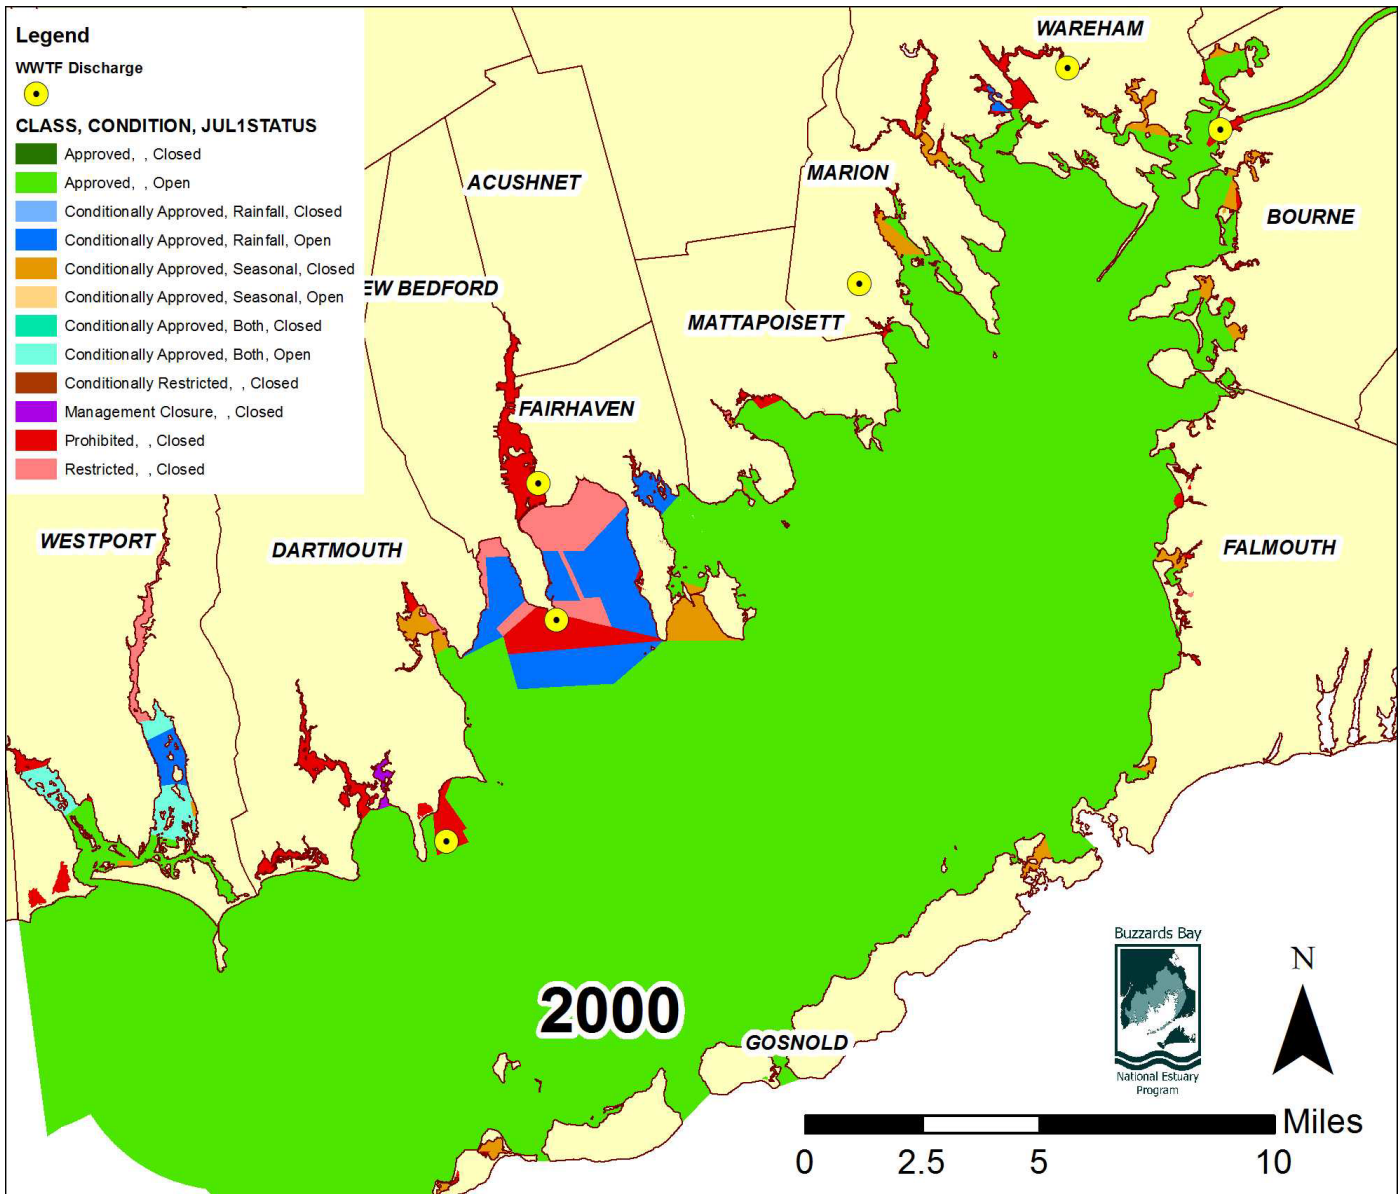 Legend
WWTF Discharge
CLASS, CONDITION, JUL1STATUS
Approved, , Closed
Approved, , Open
Conditionally Approved, Rainfall, Closed
Conditionally Approved, Rainfall, Open
Conditionally Approved, Seasonal, Closed
Conditionally Approved, Seasonal, Open
Conditionally Approved, Both, Closed
Conditionally Approved, Both, Open
Conditionally Restricted, , Closed
Management Closure, , Closed
Prohibited, , Closed
Restricted, , Closed
WAREHAM
ACUSHNET
MARION
BOURNE
EW BEDFORD
MATTAPOISETT
FAIRHAVEN
WESTPORT
DARTMOUTH
FALMOUTH
2000
GOSNOLD
Buzzards Bay
National Estuary
Program
N
Miles
0 2.5 5 10